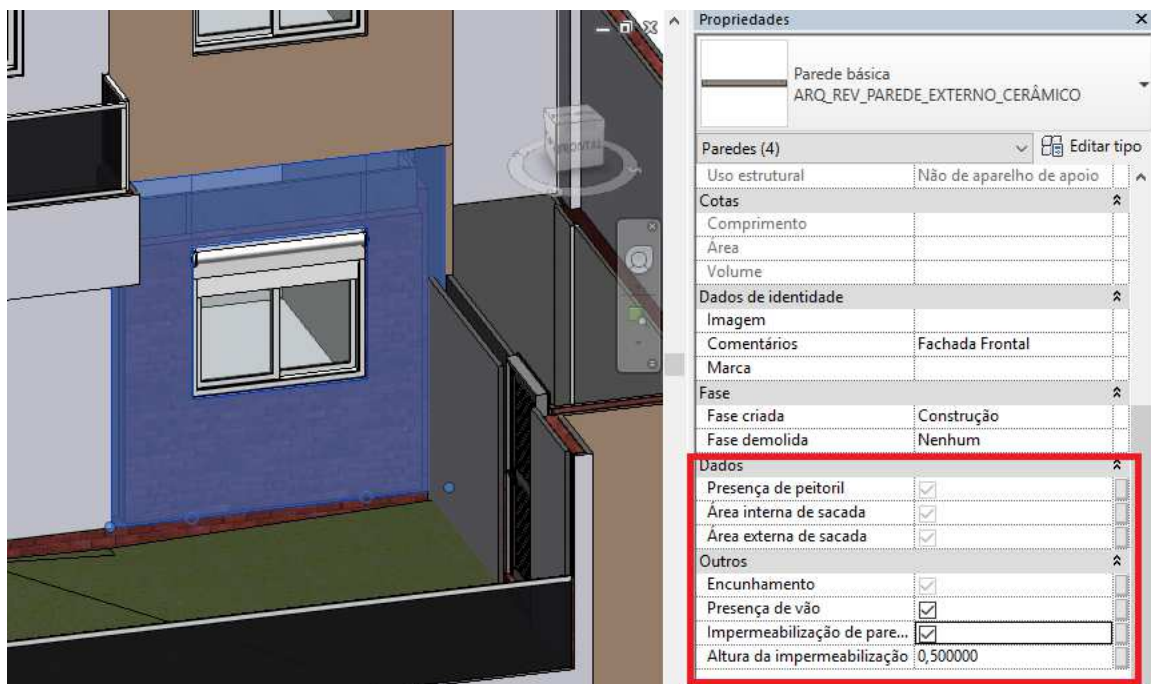 Propriedades
Parede básica
ARQ_REV_PAREDE_EXTERNO_CERÂMICO
Paredes (4)
Editar tipo
Uso estrutural Não de aparelho de apoio
Cotas
Comprimento
Área
Volume
Dados de identidade
Imagem
Comentários Fachada Frontal
Marca
Fase
Fase criada Construção
Fase demolida Nenhum
Dados
Presença de peitoril
Área interna de sacada
Área externa de sacada
Outros
Encunhamento
Presença de vão
Impermeabilização de pare...
Altura da impermeabilização 0,500000
FRONTAL